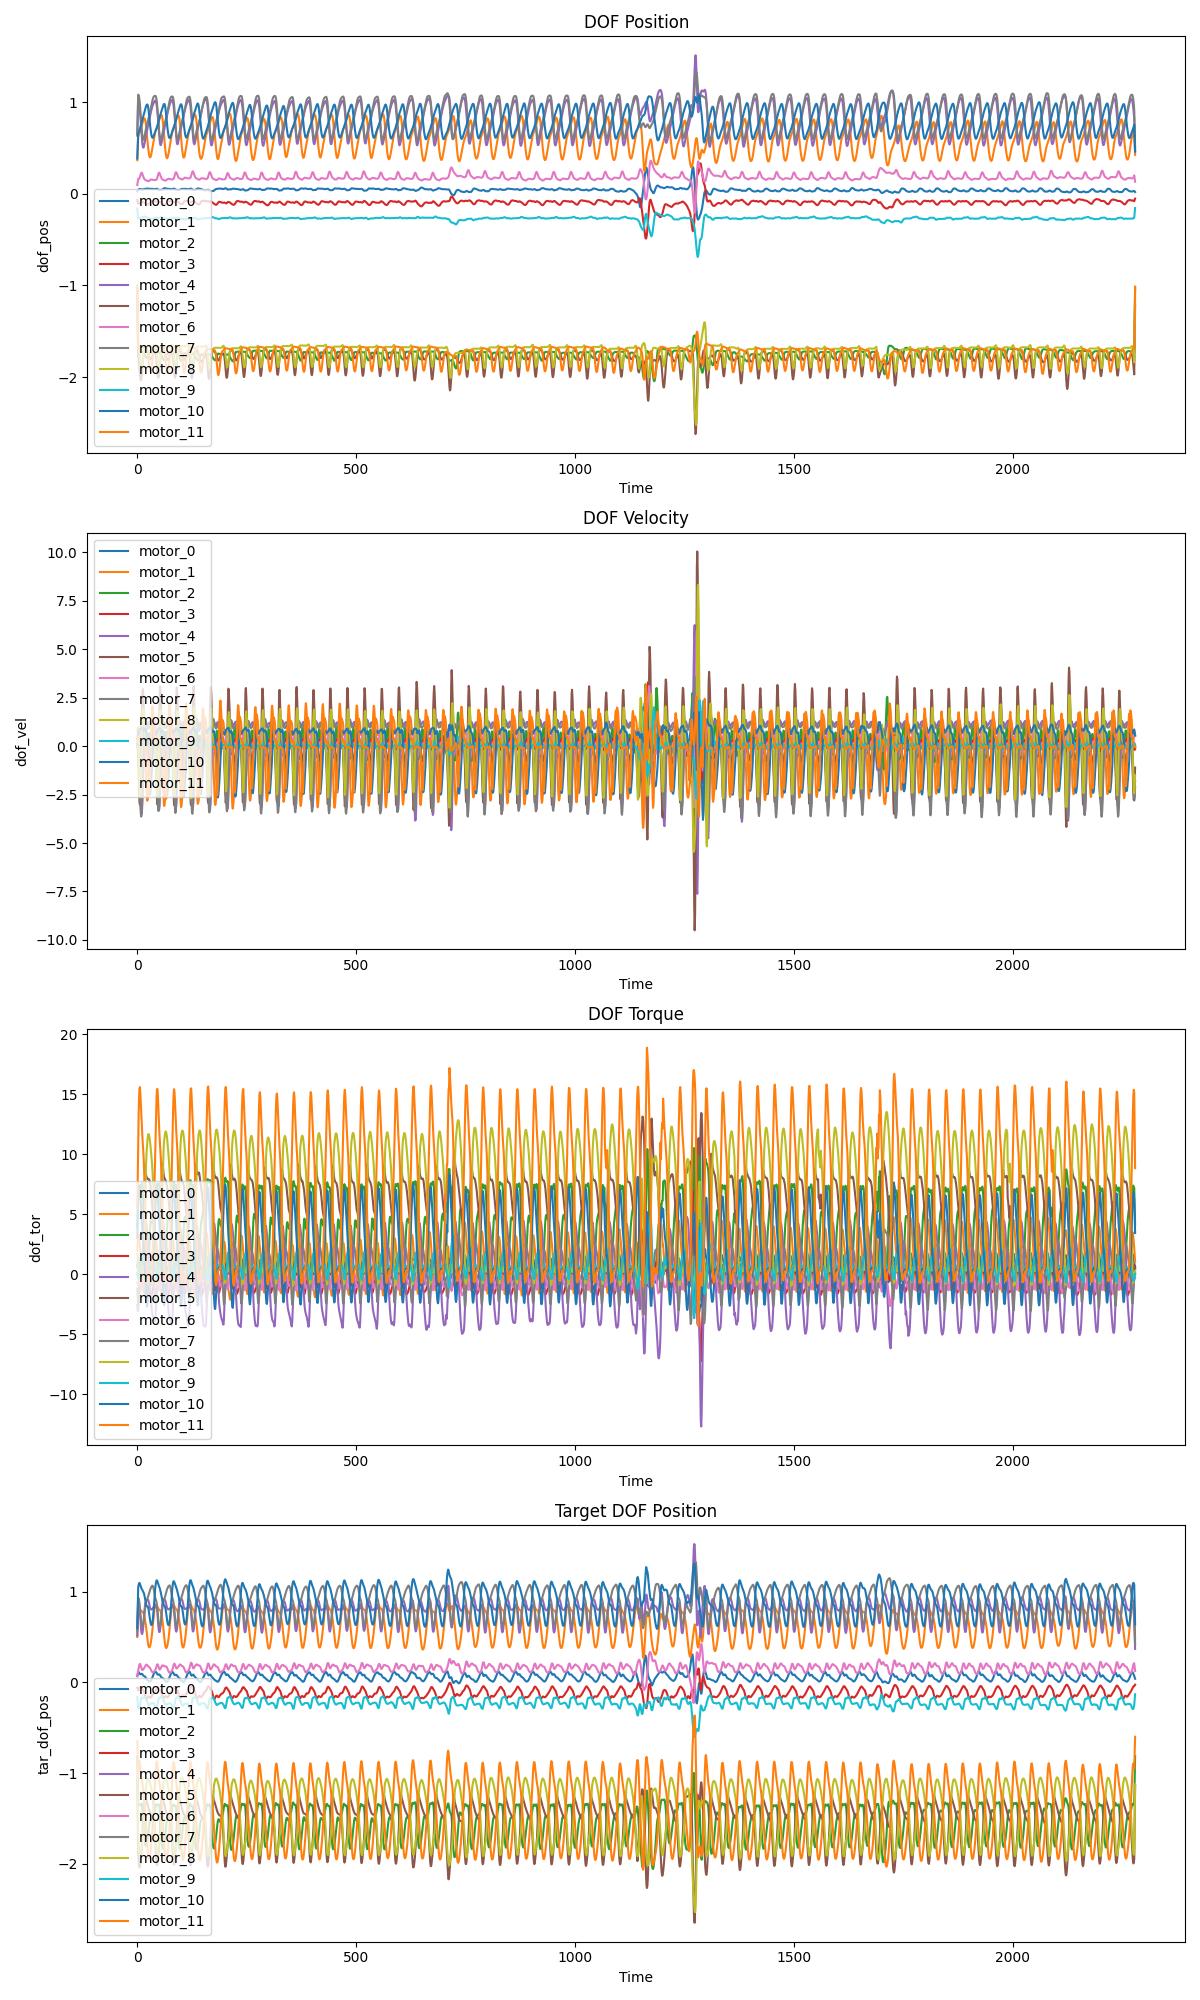 DOF Position
1
0
−1
−2
dof_pos
motor_0
motor_1
motor_2
motor_3
motor_4
motor_5
motor_6
motor_7
motor_8
motor_9
motor_10
motor_11
0 500 1000 1500 2000
Time
DOF Velocity
10.0
7.5
5.0
2.5
0.0
−2.5
−5.0
−7.5
−10.0
dof_vel
motor_0
motor_1
motor_2
motor_3
motor_4
motor_5
motor_6
motor_7
motor_8
motor_9
motor_10
motor_11
0 500 1000 1500 2000
Time
DOF Torque
20
15
10
5
0
−5
−10
dof_tor
motor_0
motor_1
motor_2
motor_3
motor_4
motor_5
motor_6
motor_7
motor_8
motor_9
motor_10
motor_11
0 500 1000 1500 2000
Time
Target DOF Position
1
0
−1
−2
tar_dof_pos
motor_0
motor_1
motor_2
motor_3
motor_4
motor_5
motor_6
motor_7
motor_8
motor_9
motor_10
motor_11
0 500 1000 1500 2000
Time